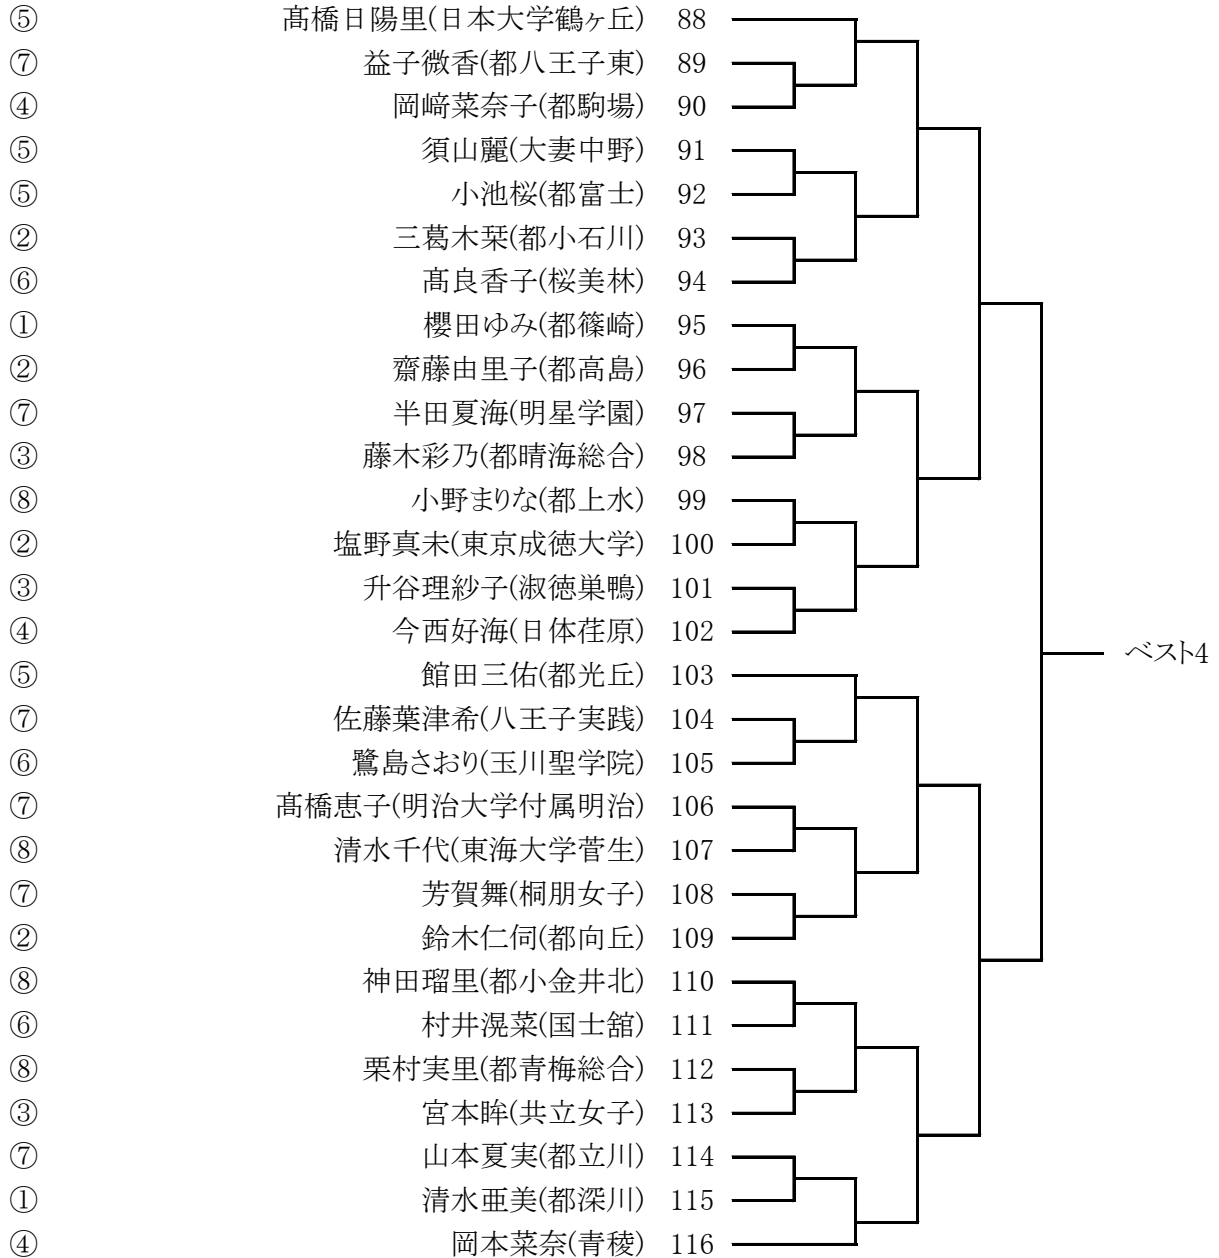 ⑤ 髙橋日陽里(日本大学鶴ヶ丘) 88
⑦ 益子微香(都八王子東) 89
④ 岡﨑菜奈子(都駒場) 90
⑤ 須山麗(大妻中野) 91
⑤ 小池桜(都富士) 92
② 三葛木栞(都小石川) 93
⑥ 髙良香子(桜美林) 94
① 櫻田ゆみ(都篠崎) 95
② 齋藤由里子(都高島) 96
⑦ 半田夏海(明星学園) 97
③ 藤木彩乃(都晴海総合) 98
⑧ 小野まりな(都上水) 99
② 塩野真未(東京成徳大学) 100
③ 升谷理紗子(淑徳巣鴨) 101
④ 今西好海(日体荏原) 102
ベスト4
⑤ 館田三佑(都光丘) 103
⑦ 佐藤葉津希(八王子実践) 104
⑥ 鷺島さおり(玉川聖学院) 105
⑦ 髙橋恵子(明治大学付属明治) 106
⑧ 清水千代(東海大学菅生) 107
⑦ 芳賀舞(桐朋女子) 108
② 鈴木仁伺(都向丘) 109
⑧ 神田瑠里(都小金井北) 110
⑥ 村井滉菜(国士舘) 111
⑧ 栗村実里(都青梅総合) 112
③ 宮本眸(共立女子) 113
⑦ 山本夏実(都立川) 114
① 清水亜美(都深川) 115
④ 岡本菜奈(青稜) 116